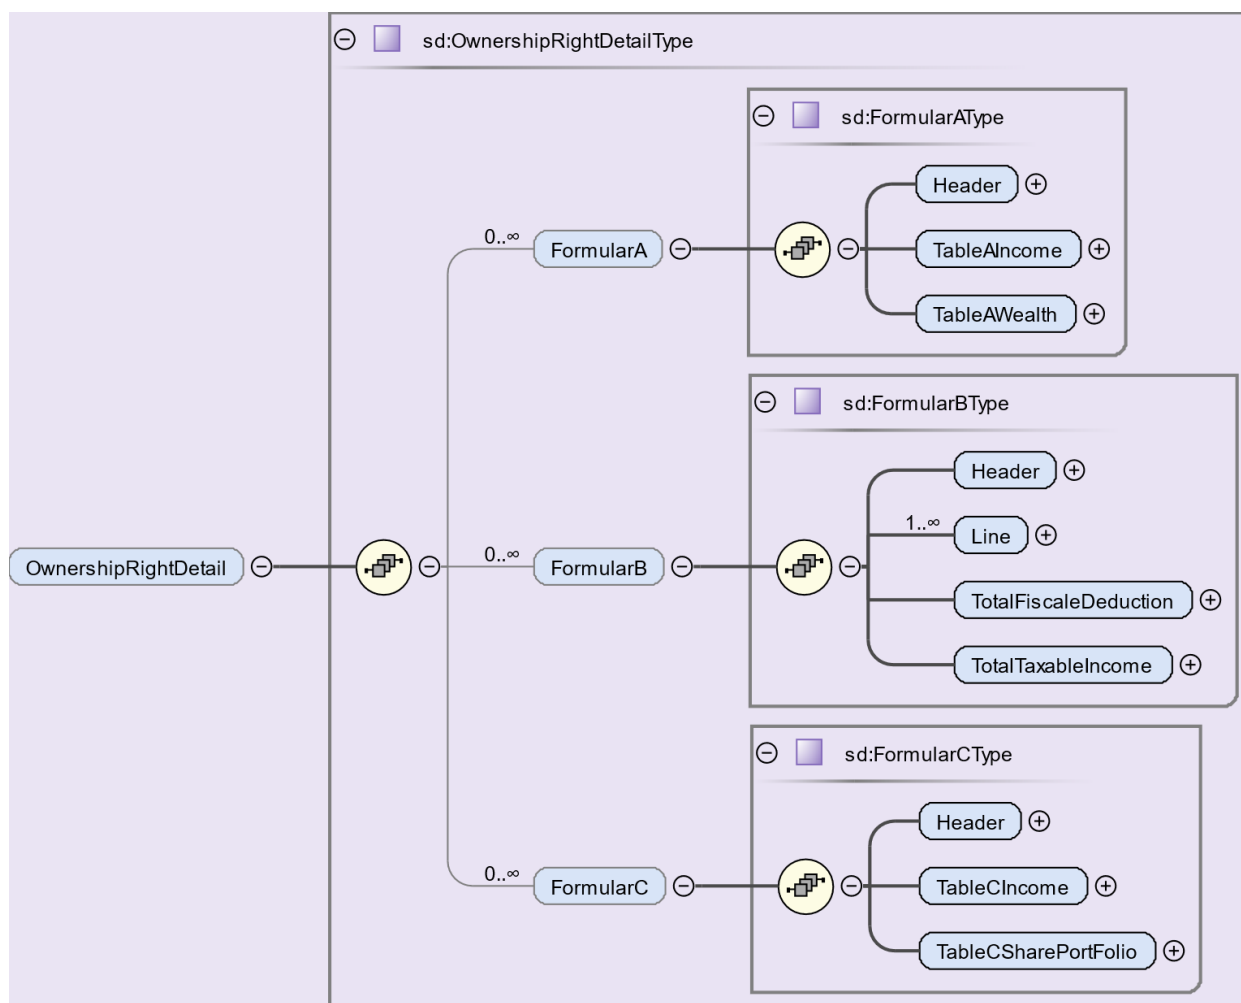 sd:OwnershipRightDetailType
sd:FormularAType
Header
0..∞
FormularA
TableAIncome
TableAWealth
sd:FormularBType
Header
1..∞
Line
OwnershipRightDetail
0..∞
FormularB
TotalFiscaleDeduction
TotalTaxableIncome
sd:FormularCType
Header
0..∞
FormularC
TableCIncome
TableCSharePortFolio